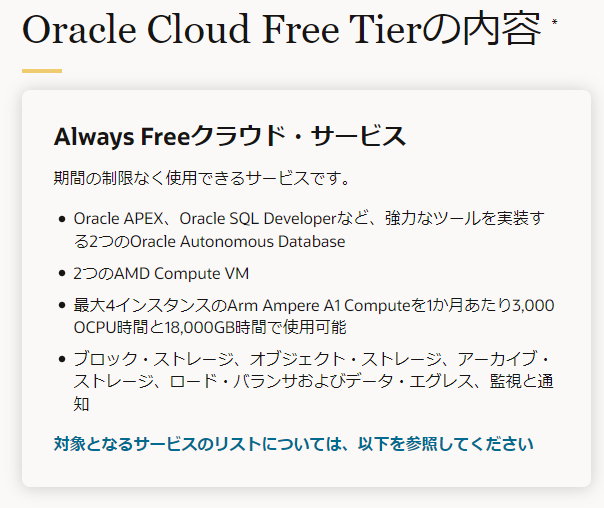 Oracle Cloud Free Tierの内容 *
Always Freeクラウド・サービス
期間の制限なく使用できるサービスです。
• Oracle APEX、Oracle SQL Developerなど、強力なツールを実装す
る2つのOracle Autonomous Database
• 2つのAMD Compute VM
• 最大4インスタンスのArm Ampere A1 Computeを1か月あたり3,000
OCPU時間と18,000GB時間で使用可能
• ブロック・ストレージ、オブジェクト・ストレージ、アーカイブ・
ストレージ、ロード・バランサおよびデータ・エグレス、監視と通
知
対象となるサービスのリストについては、以下を参照してください